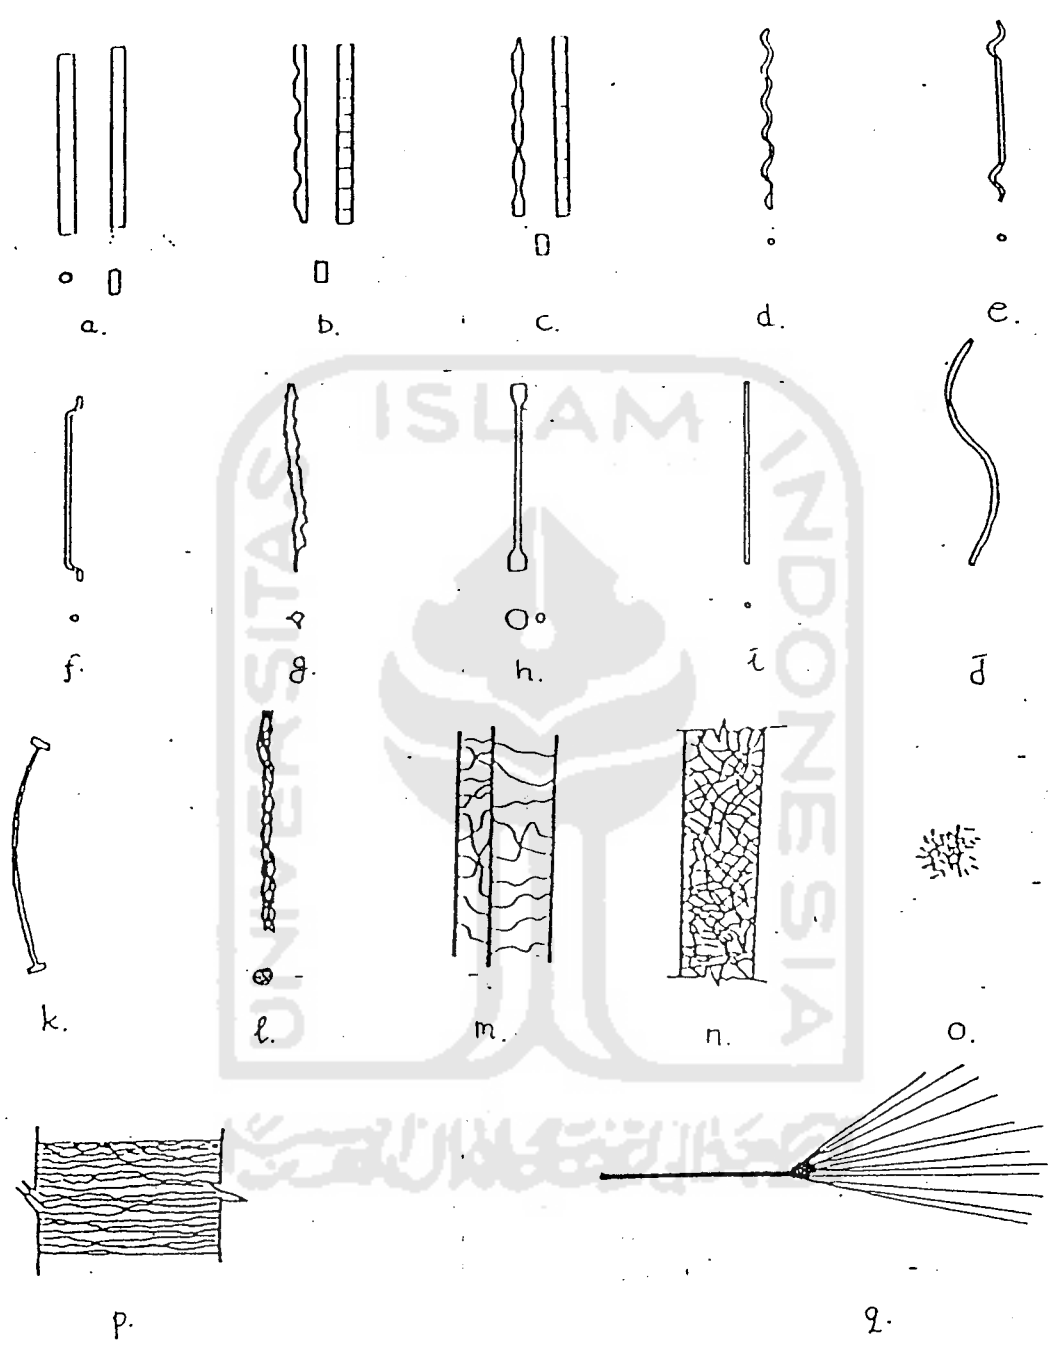 a. b. c. d. e.
ISLAM
f. g. h. i j
UNIVERSITAS
INDONESIA
k. l. m. n. o.
p. q.